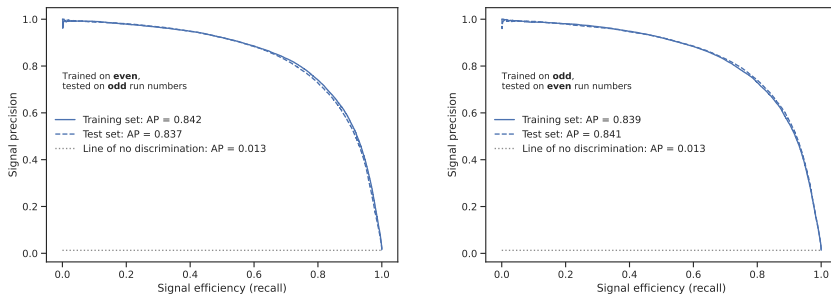 1.0
0.8
0.6
0.4
0.2
0.0
Signal precision
Trained on even,
tested on odd run numbers
Training set: AP = 0.842
Test set: AP = 0.837
Line of no discrimination: AP = 0.013
0.0 0.2 0.4 0.6 0.8 1.0
Signal efficiency (recall)
1.0
0.8
0.6
0.4
0.2
0.0
Signal precision
Trained on odd,
tested on even run numbers
Training set: AP = 0.839
Test set: AP = 0.841
Line of no discrimination: AP = 0.013
0.0 0.2 0.4 0.6 0.8 1.0
Signal efficiency (recall)